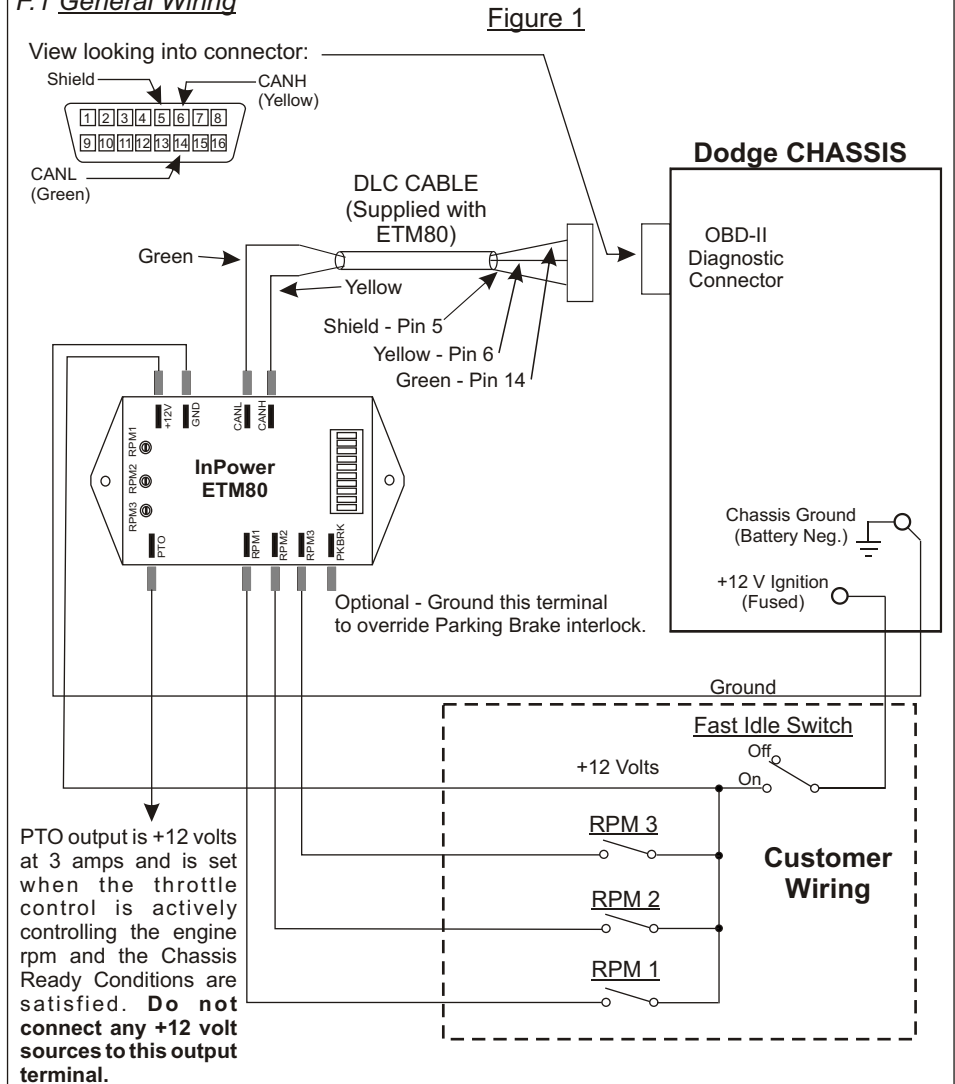 F.1 General Wiring
Figure 1
View looking into connector:
Shield
CANH
(Yellow)
1 2 3 4 5 6 7 8
9 10 11 12 13 14 15 16
CANL
(Green)
Dodge CHASSIS
DLC CABLE
(Supplied with
ETM80)
OBD-II
Diagnostic
Connector
Green
Yellow
Shield - Pin 5
Yellow - Pin 6
Green - Pin 14
+12V
GND
CANL
CANH
RPM1
RPM2
RPM3
InPower
ETM80
PTO
RPM1
RPM2
RPM3
PKBRK
Chassis Ground
(Battery Neg.)
+12 V Ignition
(Fused)
Optional - Ground this terminal
to override Parking Brake interlock.
Ground
Fast Idle Switch
Off
On
+12 Volts
RPM 3
RPM 2
RPM 1
Customer
Wiring
PTO output is +12 volts
at 3 amps and is set
when the throttle
control is actively
controlling the engine
rpm and the Chassis
Ready Conditions are
satisfied. Do not
connect any +12 volt
sources to this output
terminal.